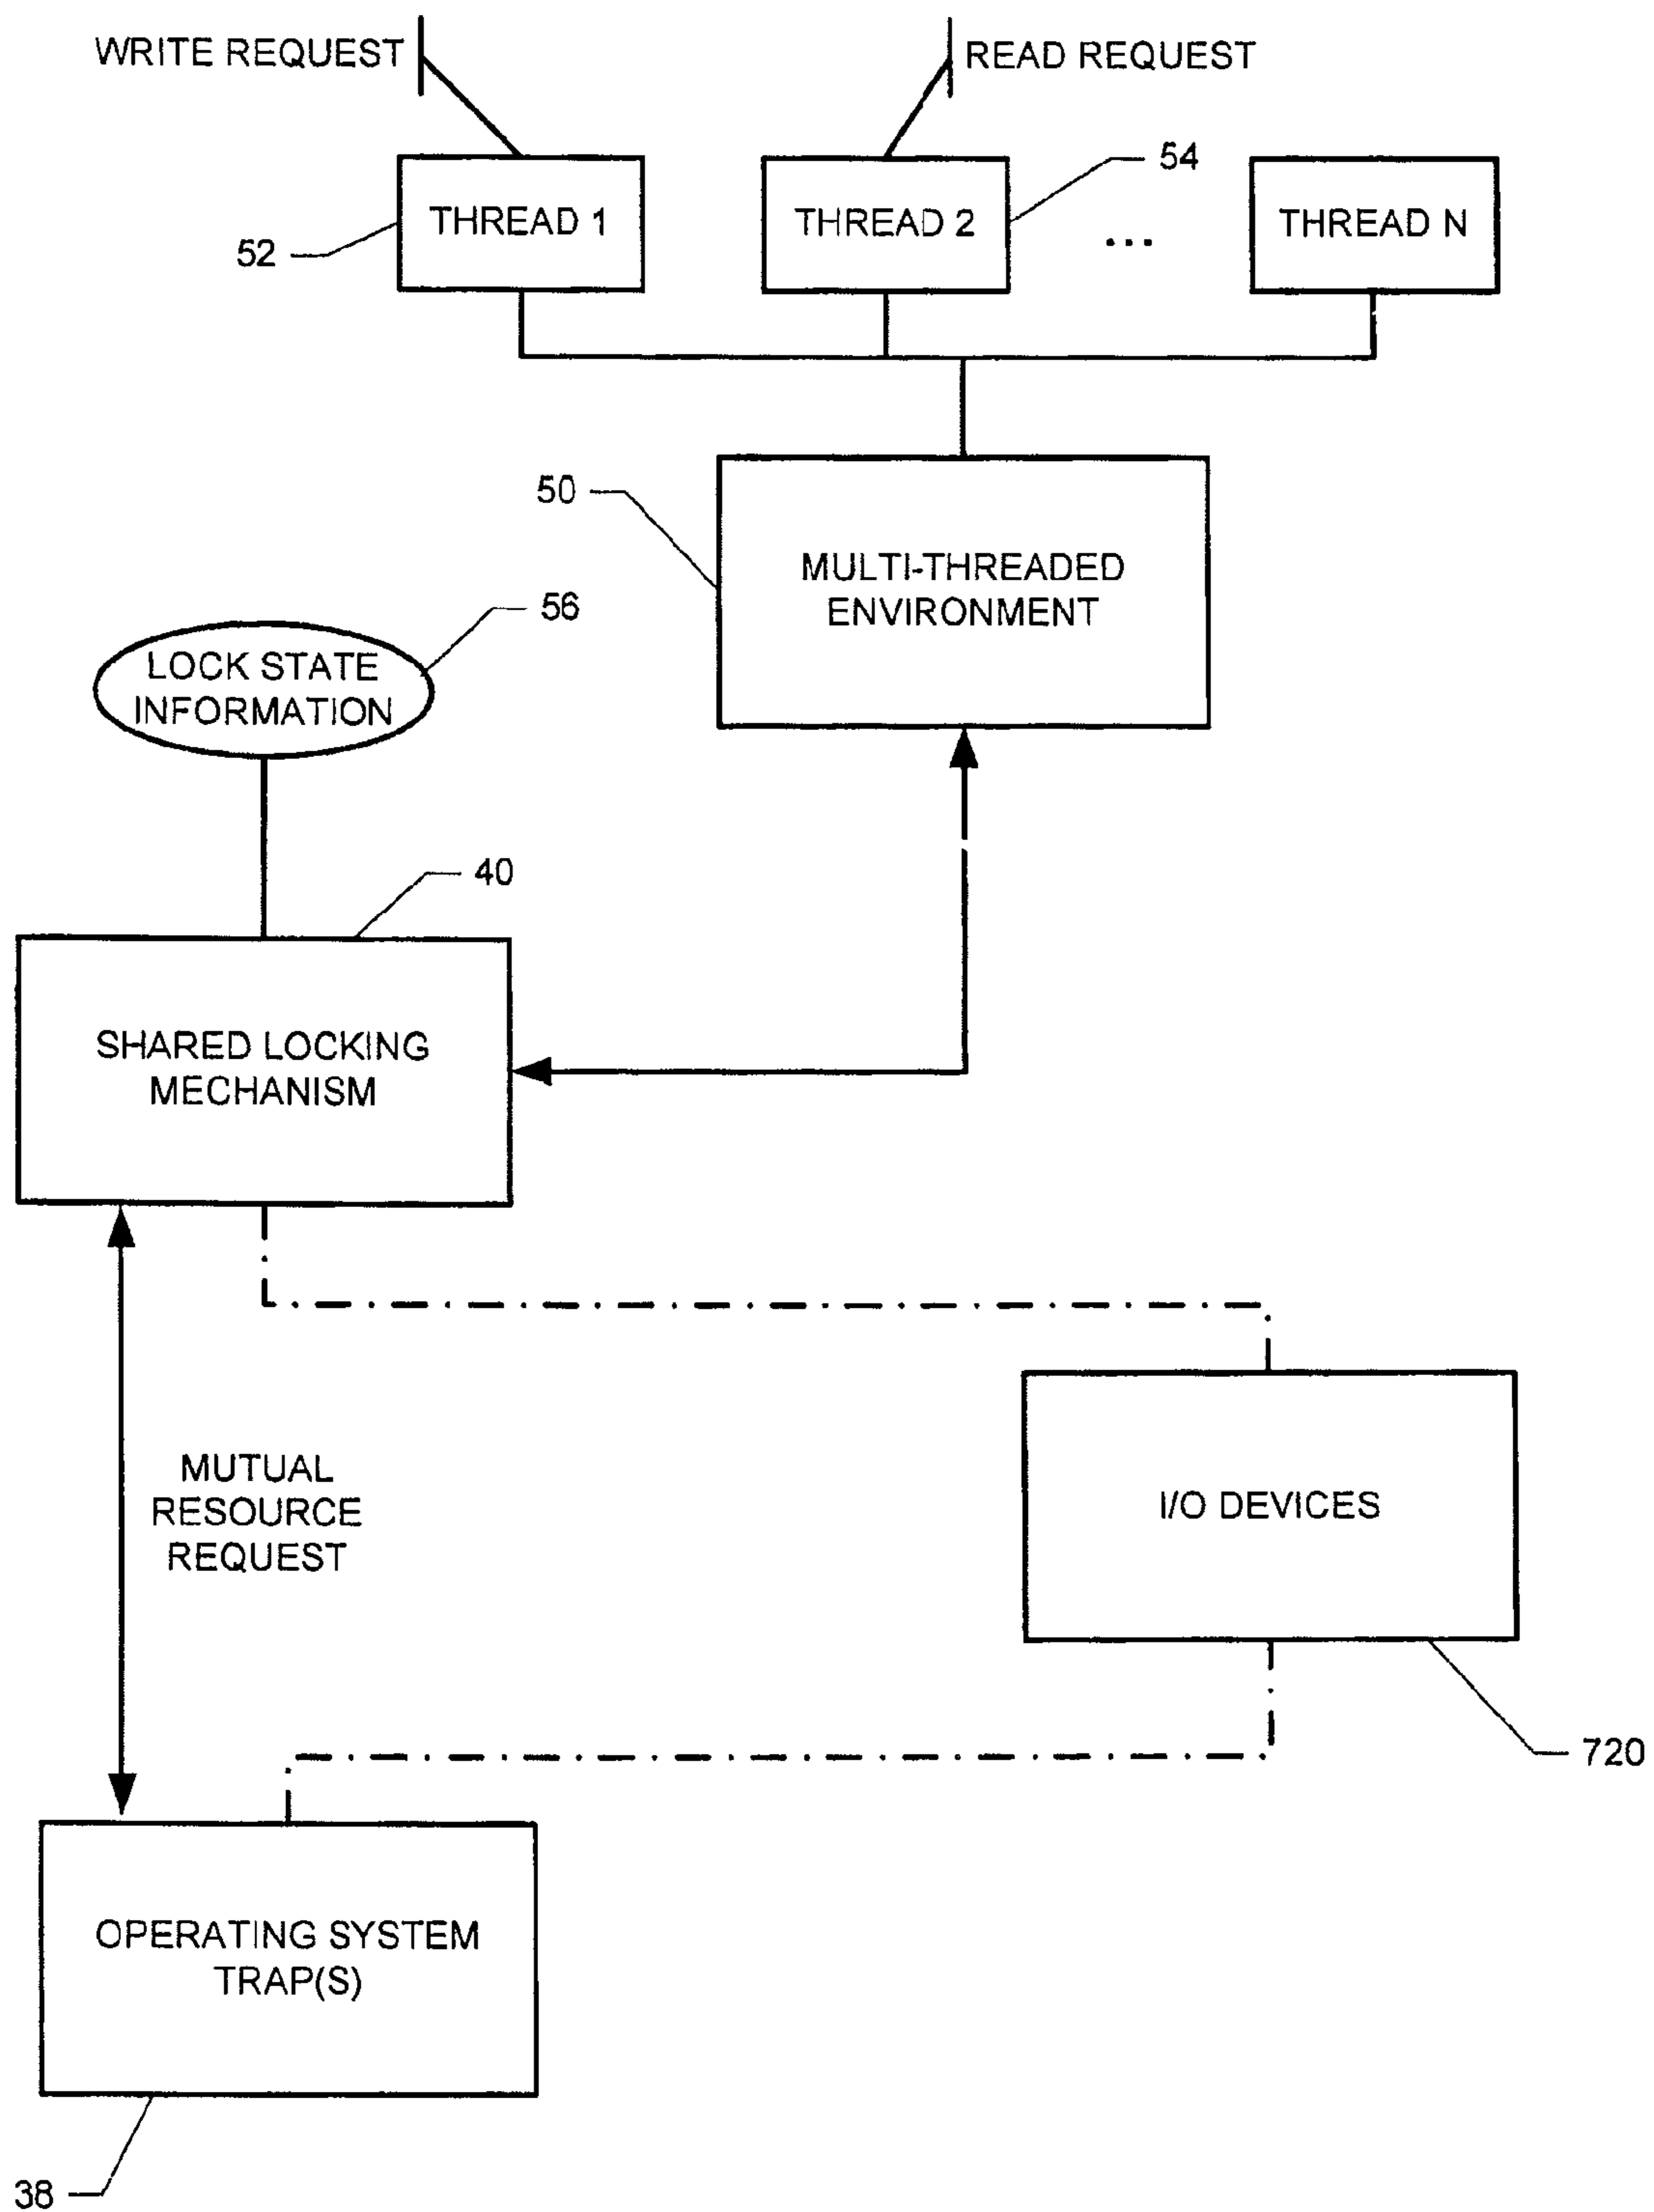 WRITE REQUEST
READ REQUEST
54
THREAD 1
THREAD 2
...
THREAD N
52
50
MULTI-THREADED
ENVIRONMENT
56
LOCK STATE
INFORMATION
40
SHARED LOCKING
MECHANISM
MUTUAL
RESOURCE
REQUEST
I/O DEVICES
720
OPERATING SYSTEM
TRAP(S)
38